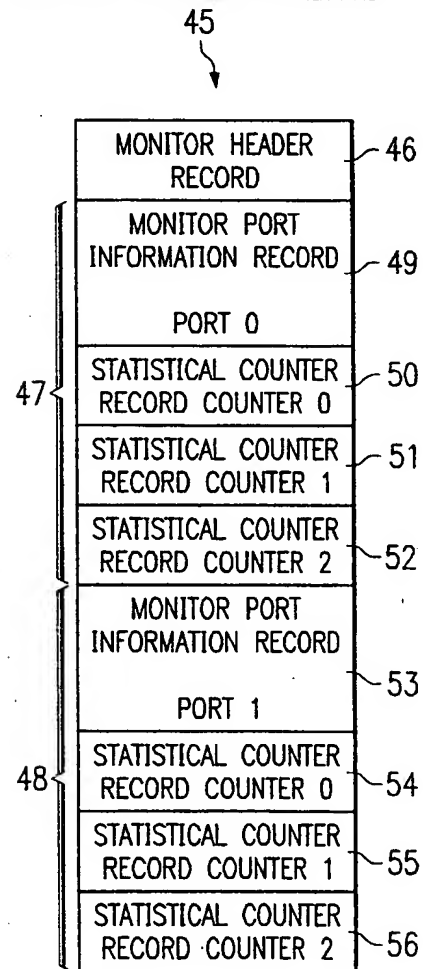 45
MONITOR HEADER
RECORD
46
MONITOR PORT
INFORMATION RECORD
49
PORT 0
47
STATISTICAL COUNTER
RECORD COUNTER 0
50
STATISTICAL COUNTER
RECORD COUNTER 1
51
STATISTICAL COUNTER
RECORD COUNTER 2
52
MONITOR PORT
INFORMATION RECORD
53
PORT 1
48
STATISTICAL COUNTER
RECORD COUNTER 0
54
STATISTICAL COUNTER
RECORD COUNTER 1
55
STATISTICAL COUNTER
RECORD COUNTER 2
56